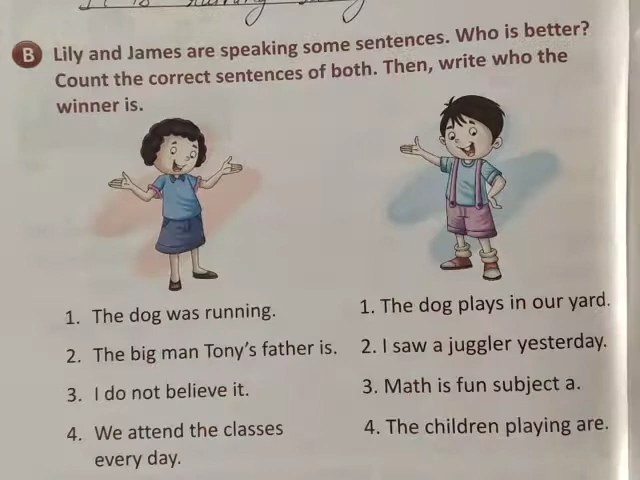 It is
B Lily and James are speaking some sentences. Who is better?
Count the correct sentences of both. Then, write who the
winner is.
1. The dog was running.
2. The big man Tony's father is.
3. I do not believe it.
4. We attend the classes
every day.
1. The dog plays in our yard.
2. I saw a juggler yesterday.
3. Math is fun subject a.
4. The children playing are.